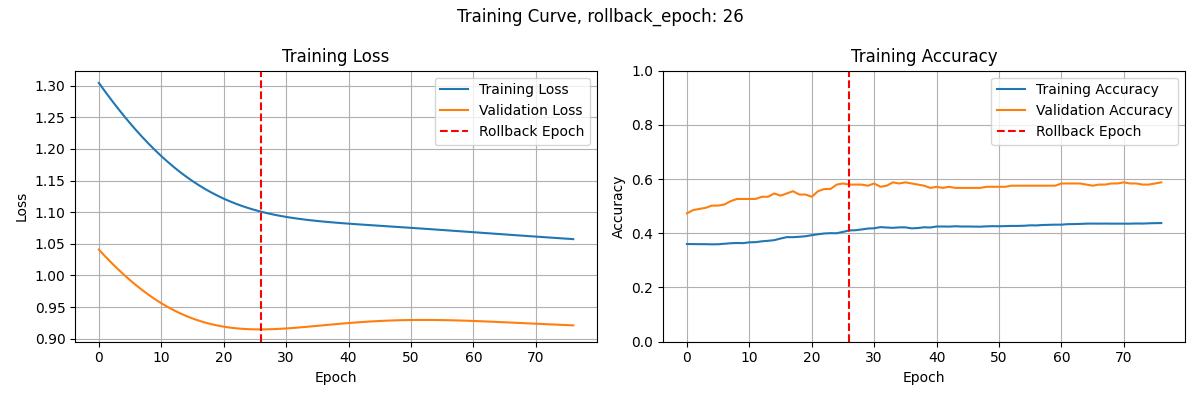 Training Curve, rollback_epoch: 26
Training Loss
1.30
1.25
1.20
1.15
1.10
1.05
1.00
0.95
0.90
Loss
0 10 20 30 40 50 60 70
Epoch
Training Loss
Validation Loss
Rollback Epoch
Training Accuracy
1.0
0.8
0.6
0.4
0.2
0.0
Accuracy
0 10 20 30 40 50 60 70
Epoch
Training Accuracy
Validation Accuracy
Rollback Epoch